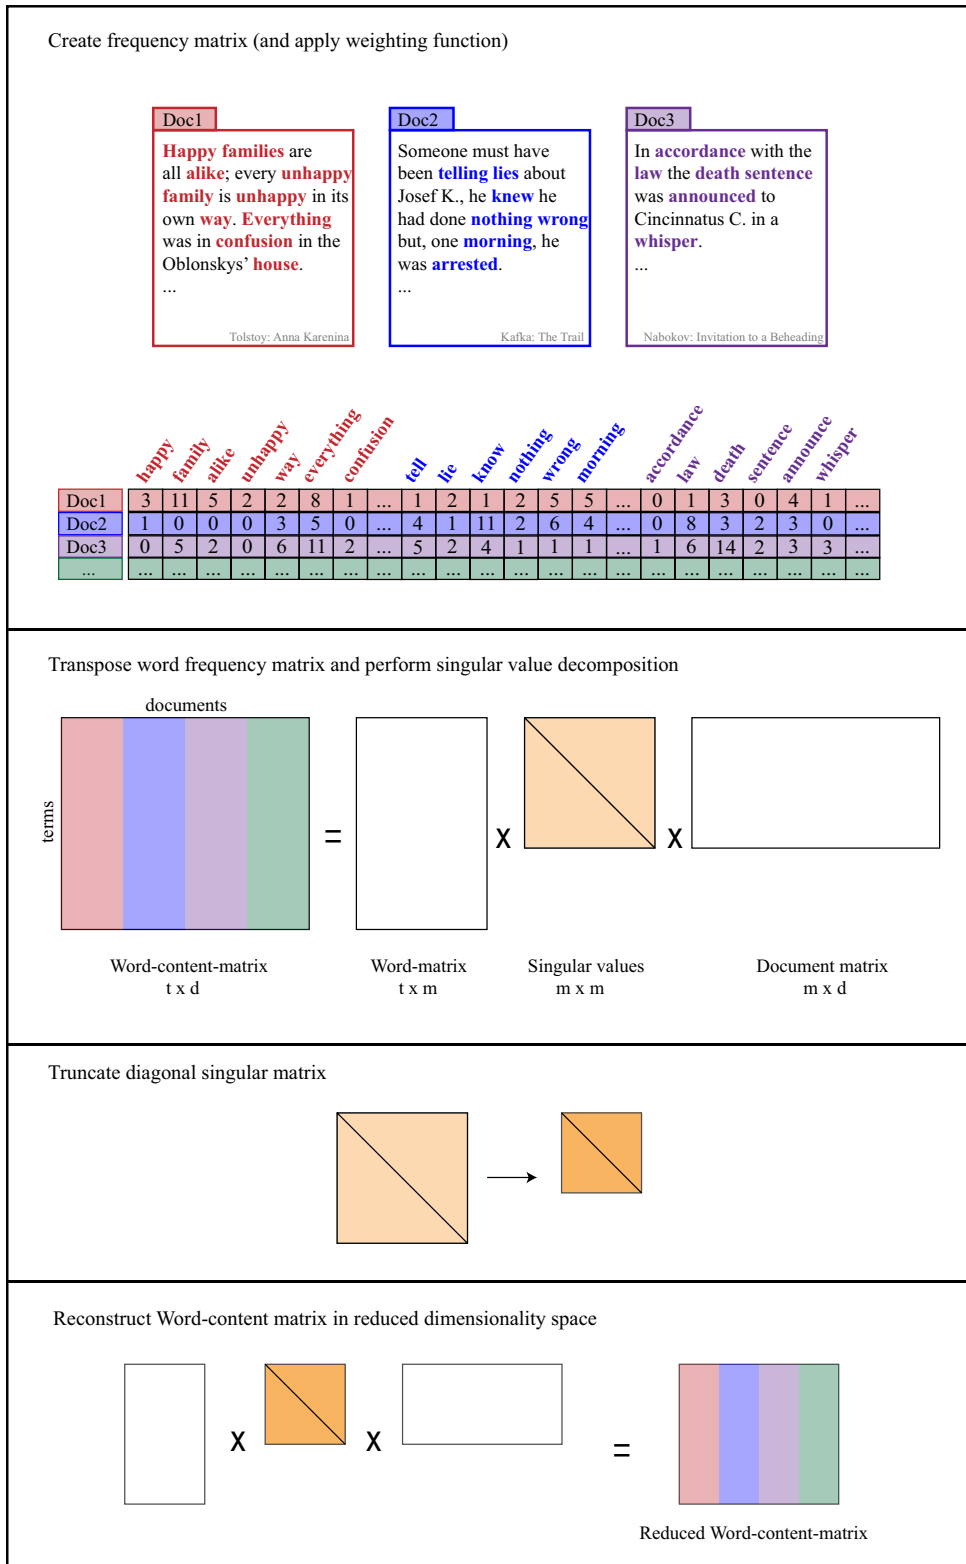 Create frequency matrix (and apply weighting function)
Doc1
Happy families are
all alike; every unhappy
family is unhappy in its
own way. Everything
was in confusion in the
Oblonskys’ house.
...
Tolstoy: Anna Karenina
Doc2
Someone must have
been telling lies about
Josef K., he knew he
had done nothing wrong
but, one morning, he
was arrested.
...
Kafka: The Trail
Doc3
In accordance with the
law the death sentence
was announced to
Cincinnatus C. in a
whisper.
...
Nabokov: Invitation to a Beheading
happy family alike unhappy way everything confusion tell lie know nothing wrong morning accordance law death sentence announce whisper
Doc1 3 11 5 2 2 8 1 ... 1 2 1 2 5 5 ... 0 1 3 0 4 1 ...
Doc2 1 0 0 0 3 5 0 ... 4 1 11 2 6 4 ... 0 8 3 2 3 0 ...
Doc3 0 5 2 0 6 11 2 ... 5 2 4 1 1 1 ... 1 6 14 2 3 3 ...
... ... ... ... ... ... ... ... ... ... ... ... ... ... ... ... ... ... ... ... ... ... ...
Transpose word frequency matrix and perform singular value decomposition
documents
terms
= x x
Word-content-matrix Word-matrix Singular values Document matrix
t x d t x m m x m m x d
Truncate diagonal singular matrix
Reconstruct Word-content matrix in reduced dimensionality space
x x =
Reduced Word-content-matrix